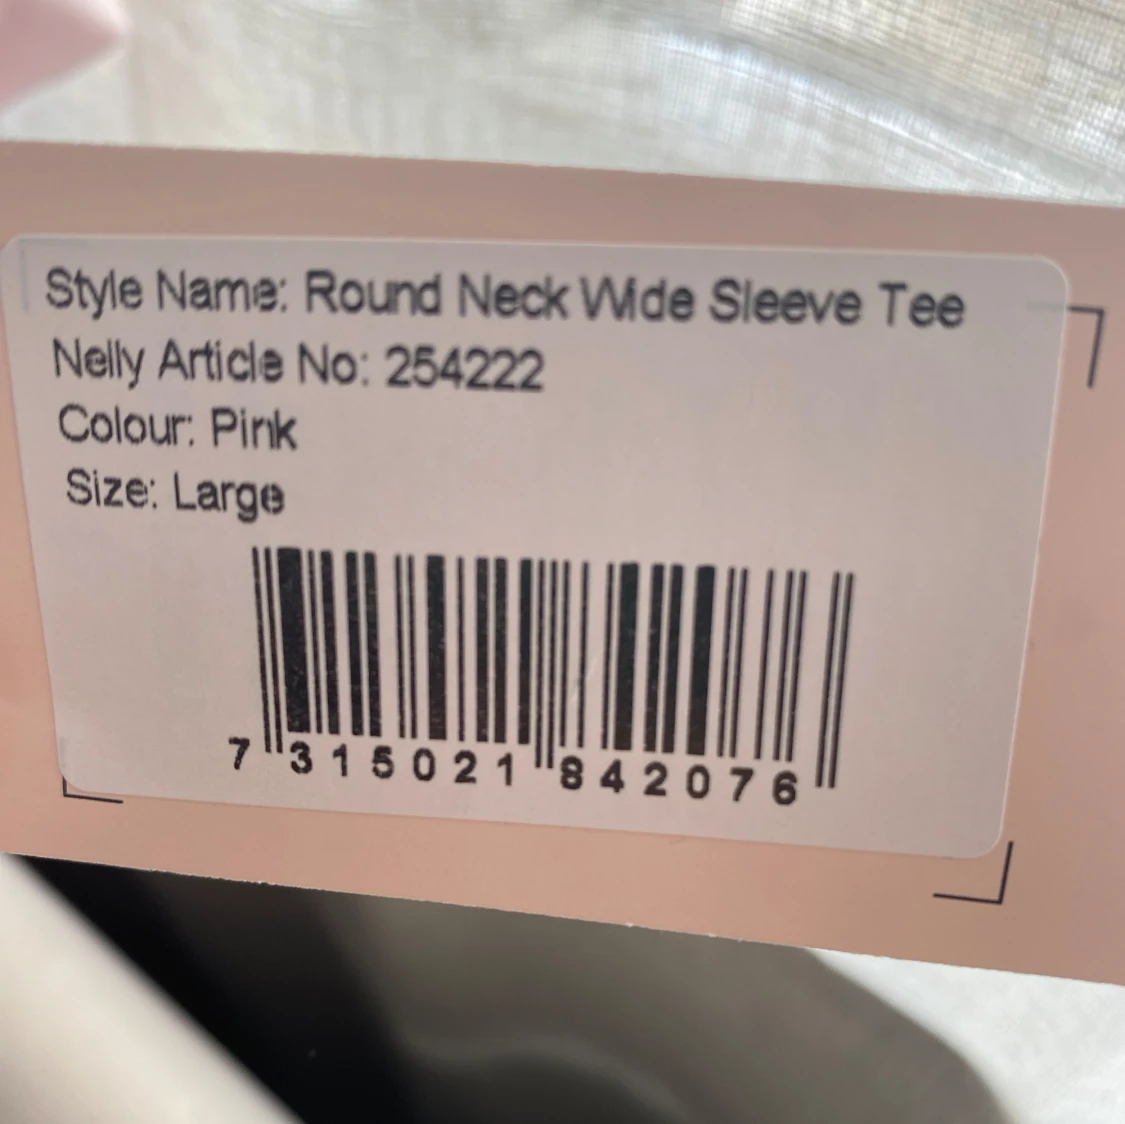 Style Name: Round Neck Wide Sleeve Tee
Nelly Article No: 254222
Colour: Pink
Size: Large
7 315021 842076